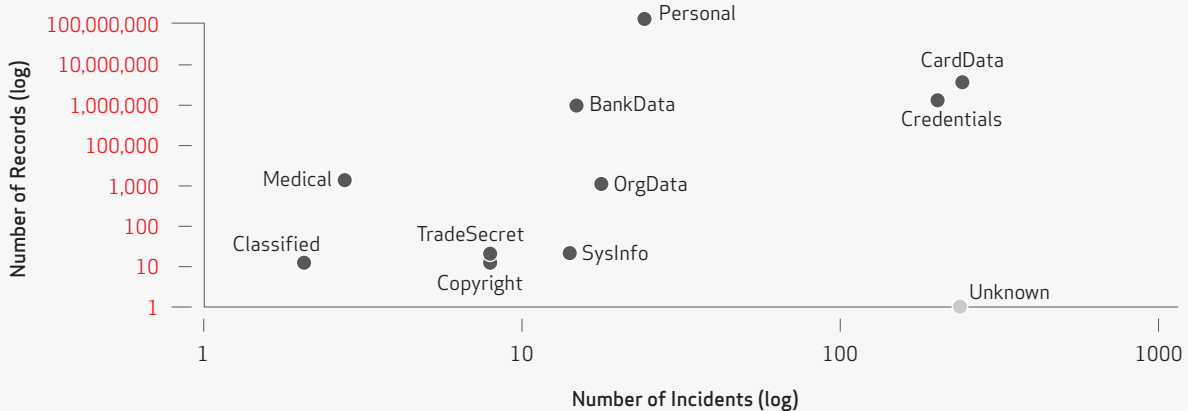 Number of Records (log)
100,000,000
10,000,000
1,000,000
100,000
1,000
100
10
1
Personal
CardData
BankData
Credentials
Medical
OrgData
TradeSecret
Classified
SysInfo
Copyright
Unknown
1
10
100
1000
Number of Incidents (log)